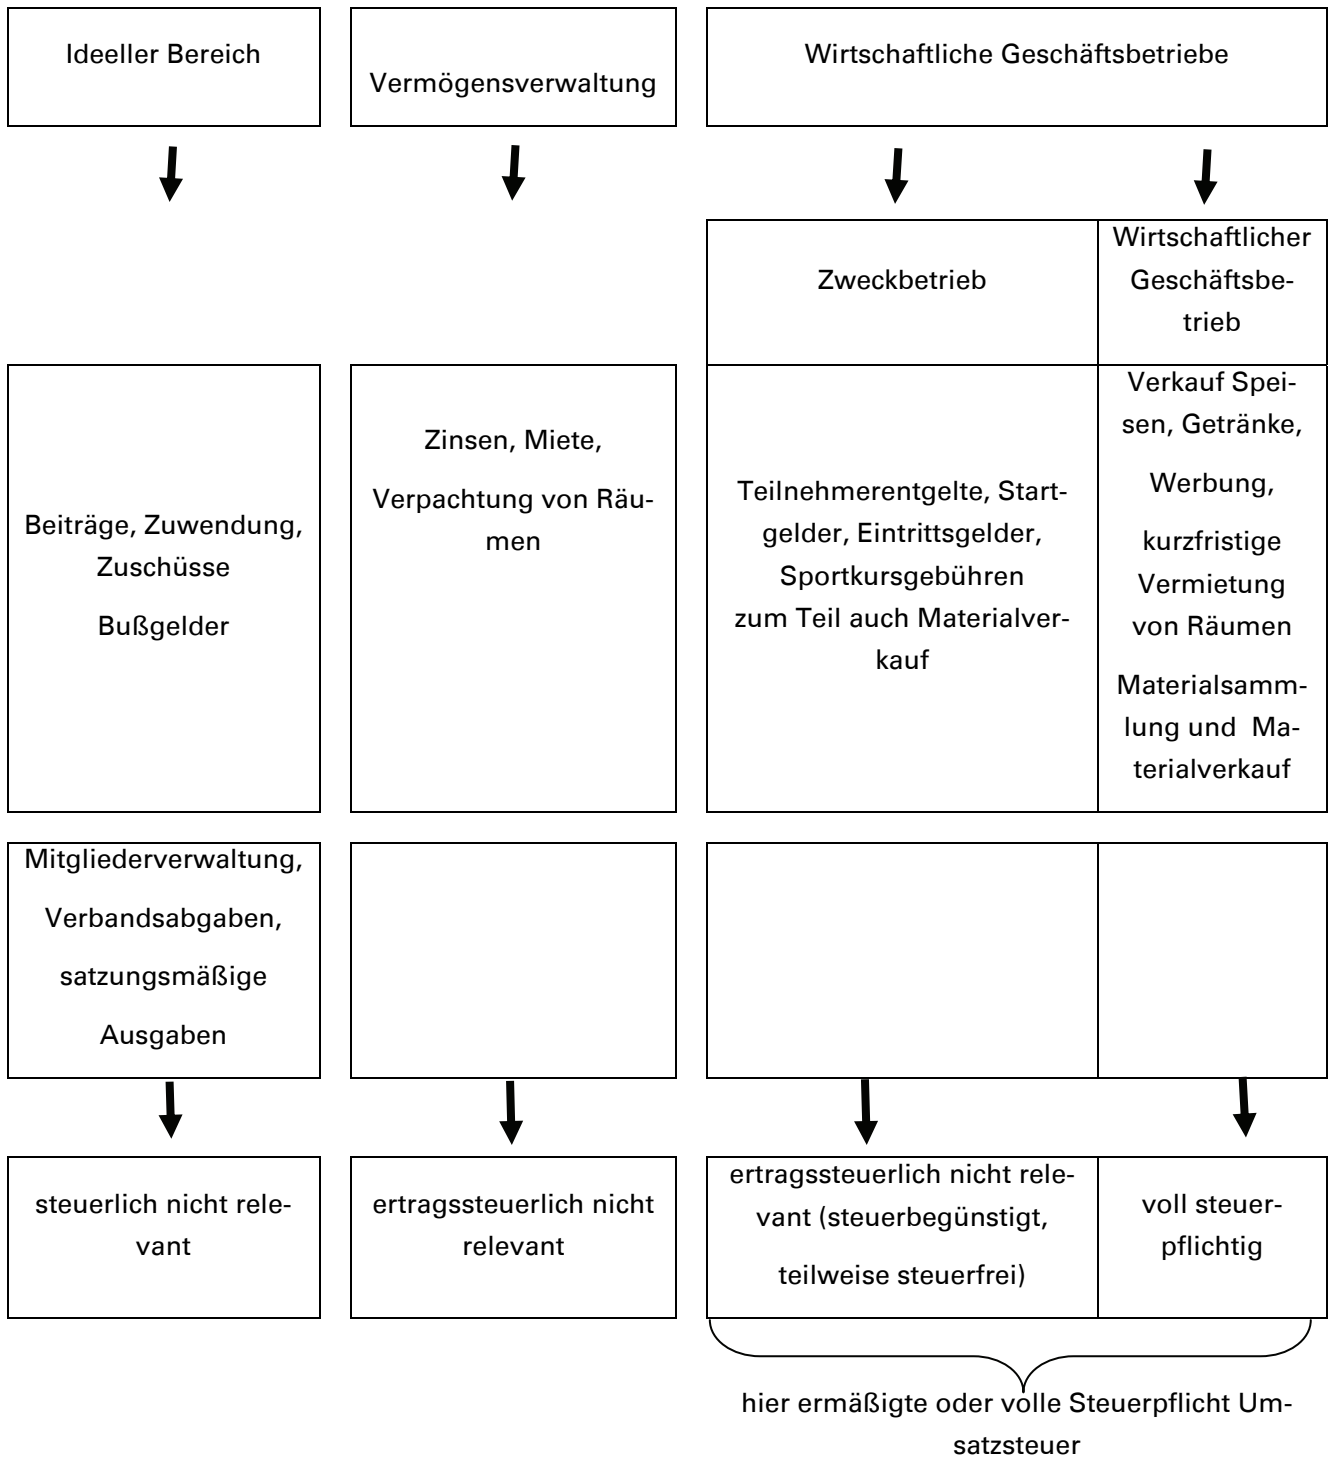 Ideeller Bereich
Vermögensverwaltung
Wirtschaftliche Geschäftsbetriebe
Zweckbetrieb
Wirtschaftlicher
Geschäftsbe-
trieb
Beiträge, Zuwendung,
Zuschüsse
Bußgelder
Zinsen, Miete,
Verpachtung von Räu-
men
Teilnehmerentgelte, Start-
gelder, Eintrittsgelder,
Sportkursgebühren
zum Teil auch Materialver-
kauf
Verkauf Spei-
sen, Getränke,
Werbung,
kurzfristige
Vermietung
von Räumen
Materialsamm-
lung und  Ma-
terialverkauf
Mitgliederverwaltung,
Verbandsabgaben,
satzungsmäßige
Ausgaben
steuerlich nicht rele-
vant
ertragssteuerlich nicht
relevant
ertragssteuerlich nicht rele-
vant (steuerbegünstigt,
teilweise steuerfrei)
voll steuer-
pflichtig
hier ermäßigte oder volle Steuerpflicht Um-
satzsteuer